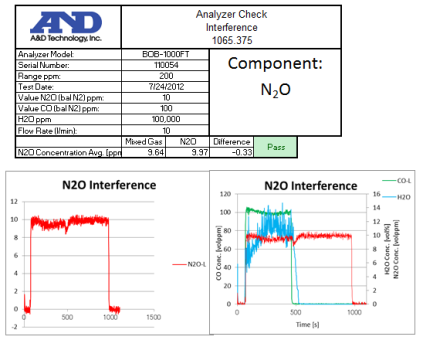 AND
A&D Technology, Inc.
Analyzer Check
Interference
1065.375
Analyzer Model: BOB-1000FT
Serial Number: 110054
Range ppm: 200
Test Date: 7/24/2012
Value N2O (bal N2) ppm: 10
Value CO (bal N2) ppm: 100
H2O ppm 100,000
Flow Rate (l/min): 10
Component:
N2O
Mixed Gas N2O Difference
N2O Concentration Avg. [ppm 9.64 9.97 -0.33 Pass
N2O Interference
12
10
8
6
4
2
0
-2
0 500 1000 1500
N2O-L
N2O Interference
CO-L
H2O
CO Conc. [volppm]
120
100
80
60
40
20
0
16
14
12
10
8
6
4
2
0
H2O Conc. [vol%]
N2O Conc. [volppm]
0 500 1000
Time [s]